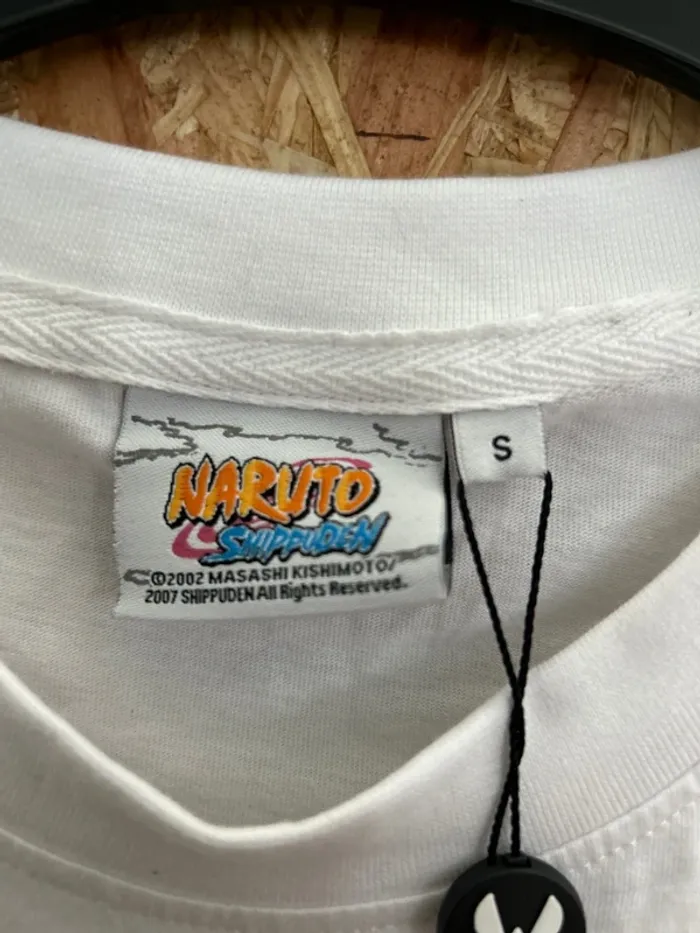 NARUTO
SHIPPUDEN
©2002 MASASHI KISHIMOTO/
2007 SHIPPUDEN All Rights Reserved.
S